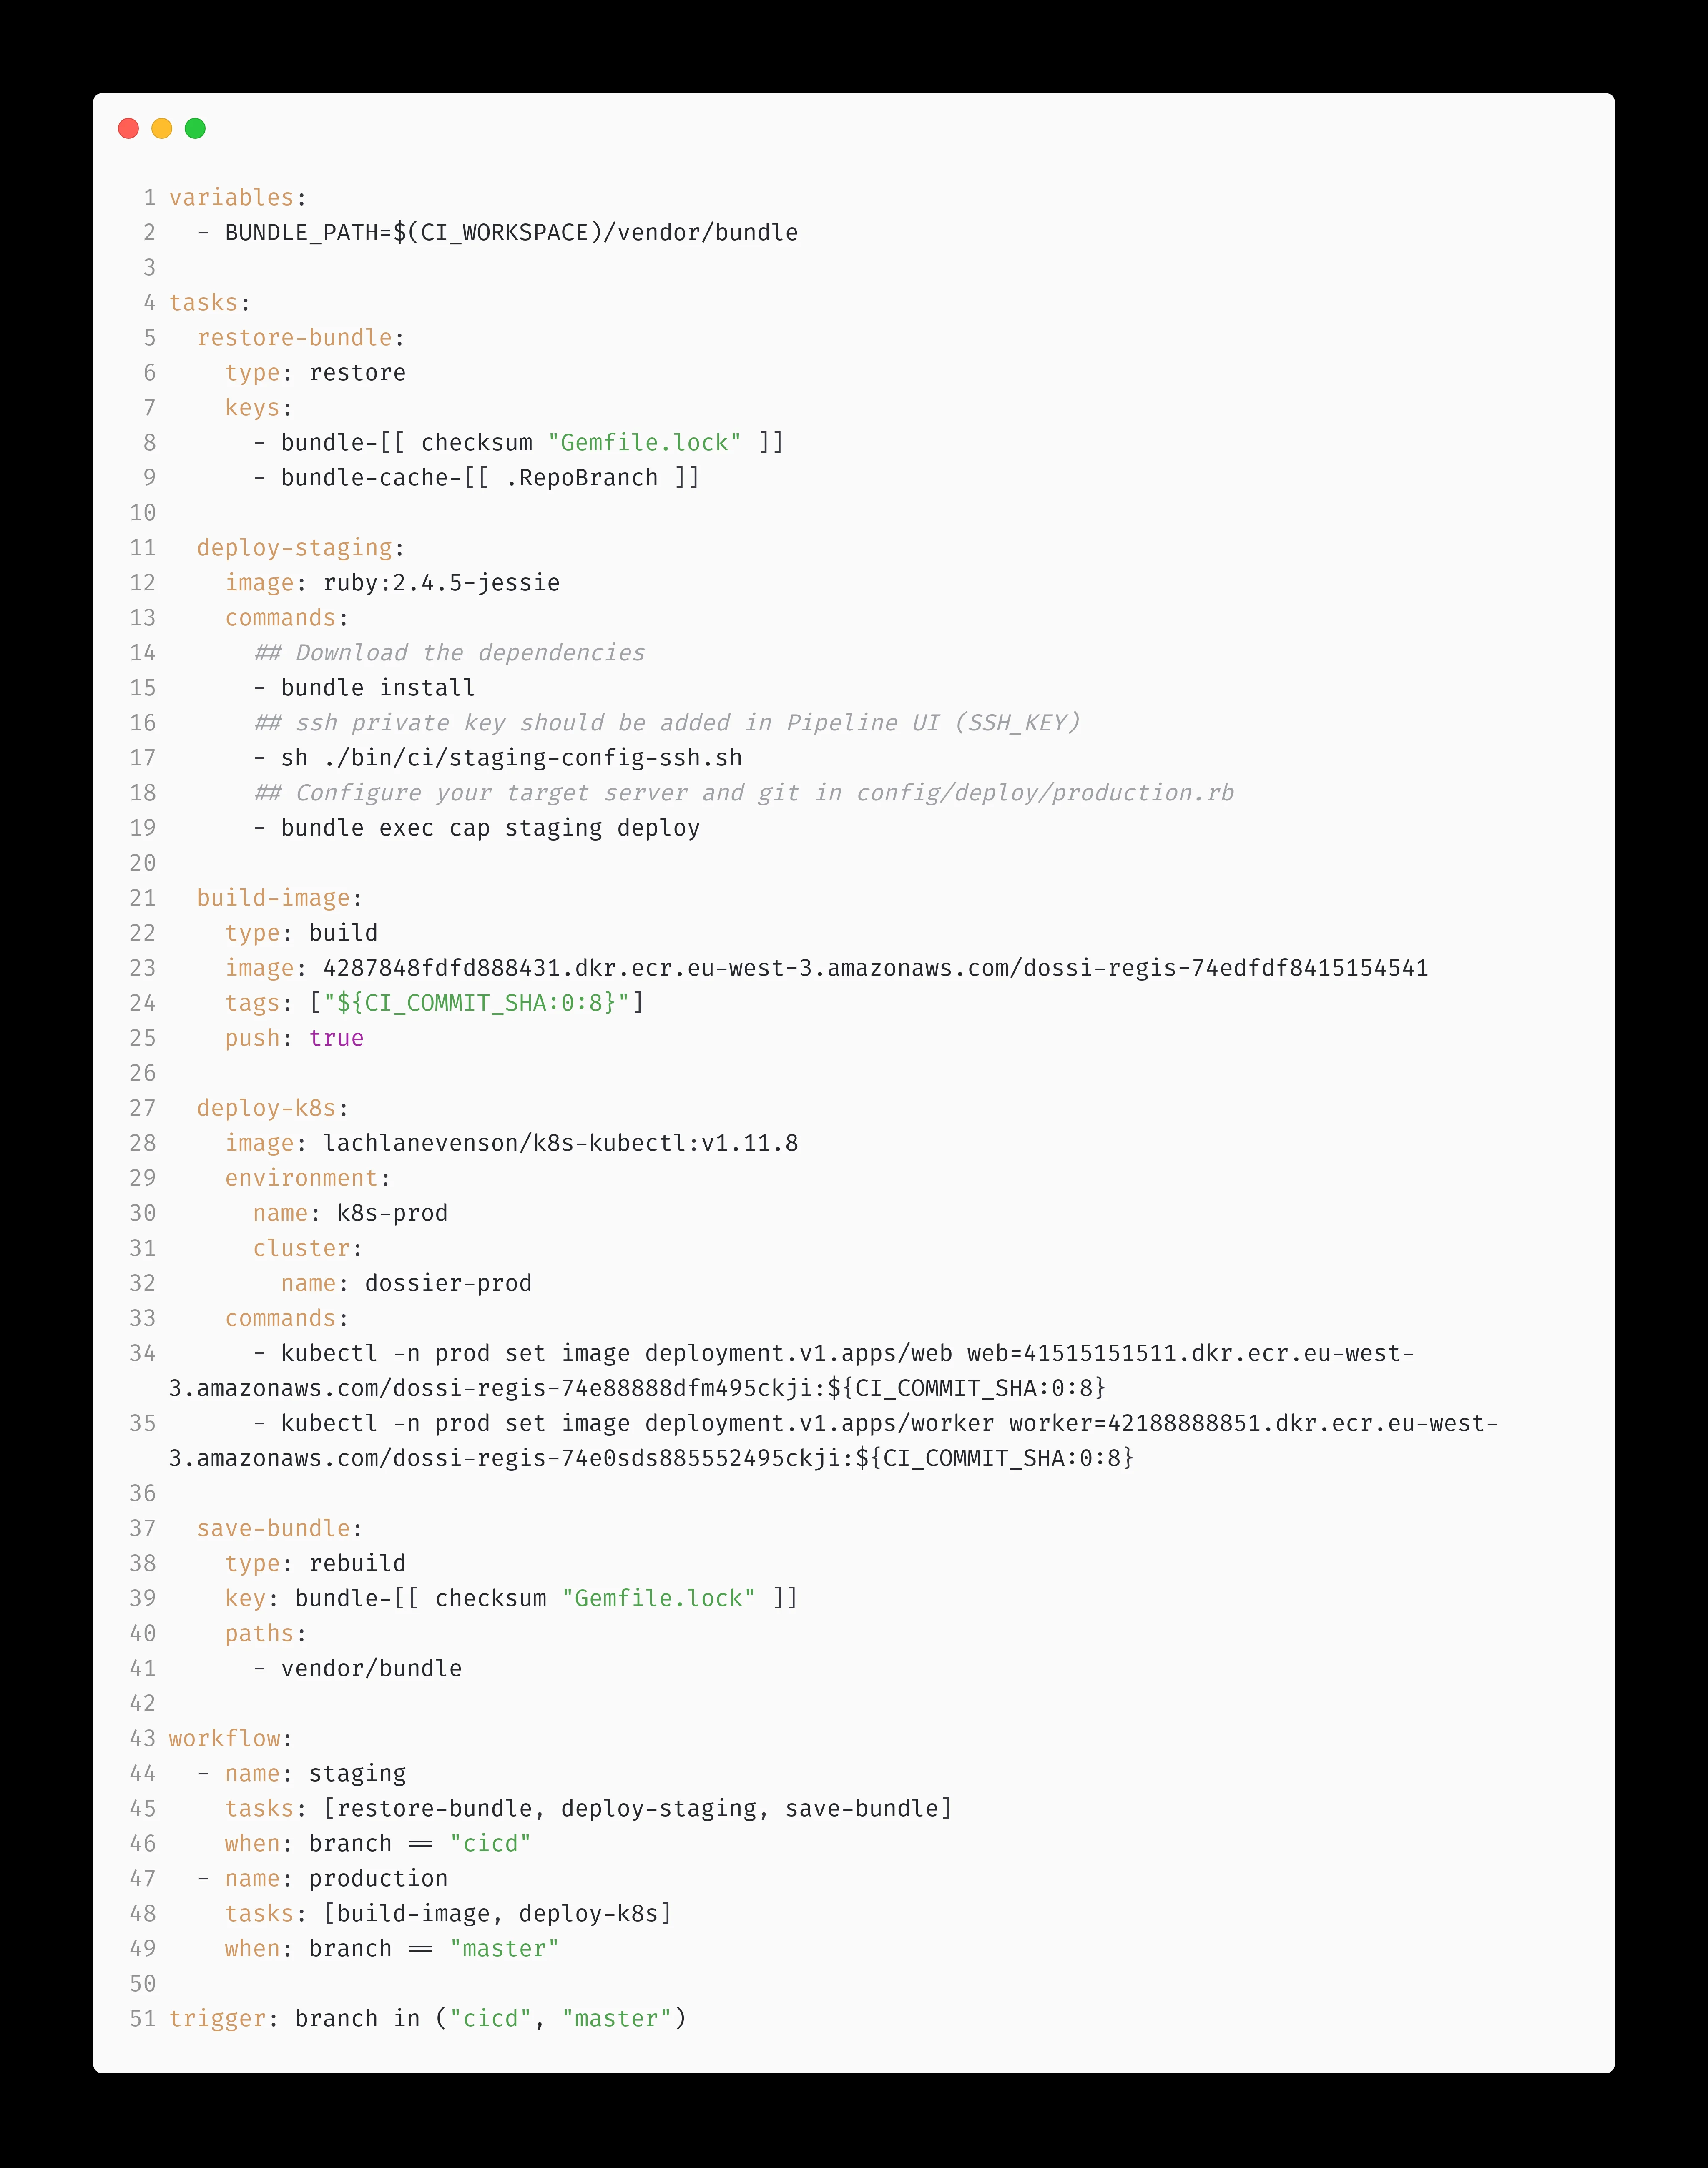 1 variables:
2   - BUNDLE_PATH=$(CI_WORKSPACE)/vendor/bundle
3
4 tasks:
5   restore-bundle:
6     type: restore
7     keys:
8       - bundle-[[ checksum "Gemfile.lock" ]]
9       - bundle-cache-[[ .RepoBranch ]]
10
11   deploy-staging:
12     image: ruby:2.4.5-jessie
13     commands:
14       ## Download the dependencies
15       - bundle install
16       ## ssh private key should be added in Pipeline UI (SSH_KEY)
17       - sh ./bin/ci/staging-config-ssh.sh
18       ## Configure your target server and git in config/deploy/production.rb
19       - bundle exec cap staging deploy
20
21   build-image:
22     type: build
23     image: 4287848fdfd888431.dkr.ecr.eu-west-3.amazonaws.com/dossi-regis-74edfdf8415154541
24     tags: ["${CI_COMMIT_SHA:0:8}"]
25     push: true
26
27   deploy-k8s:
28     image: lachlanevenson/k8s-kubectl:v1.11.8
29     environment:
30       name: k8s-prod
31       cluster:
32         name: dossier-prod
33     commands:
34       - kubectl -n prod set image deployment.v1.apps/web web=41515151511.dkr.ecr.eu-west-
3.amazonaws.com/dossi-regis-74e88888dfm495ckji:${CI_COMMIT_SHA:0:8}
35       - kubectl -n prod set image deployment.v1.apps/worker worker=42188888851.dkr.ecr.eu-west-
3.amazonaws.com/dossi-regis-74e0sds885552495ckji:${CI_COMMIT_SHA:0:8}
36
37   save-bundle:
38     type: rebuild
39     key: bundle-[[ checksum "Gemfile.lock" ]]
40     paths:
41       - vendor/bundle
42
43 workflow:
44   - name: staging
45     tasks: [restore-bundle, deploy-staging, save-bundle]
46     when: branch == "cicd"
47   - name: production
48     tasks: [build-image, deploy-k8s]
49     when: branch == "master"
50
51 trigger: branch in ("cicd", "master")